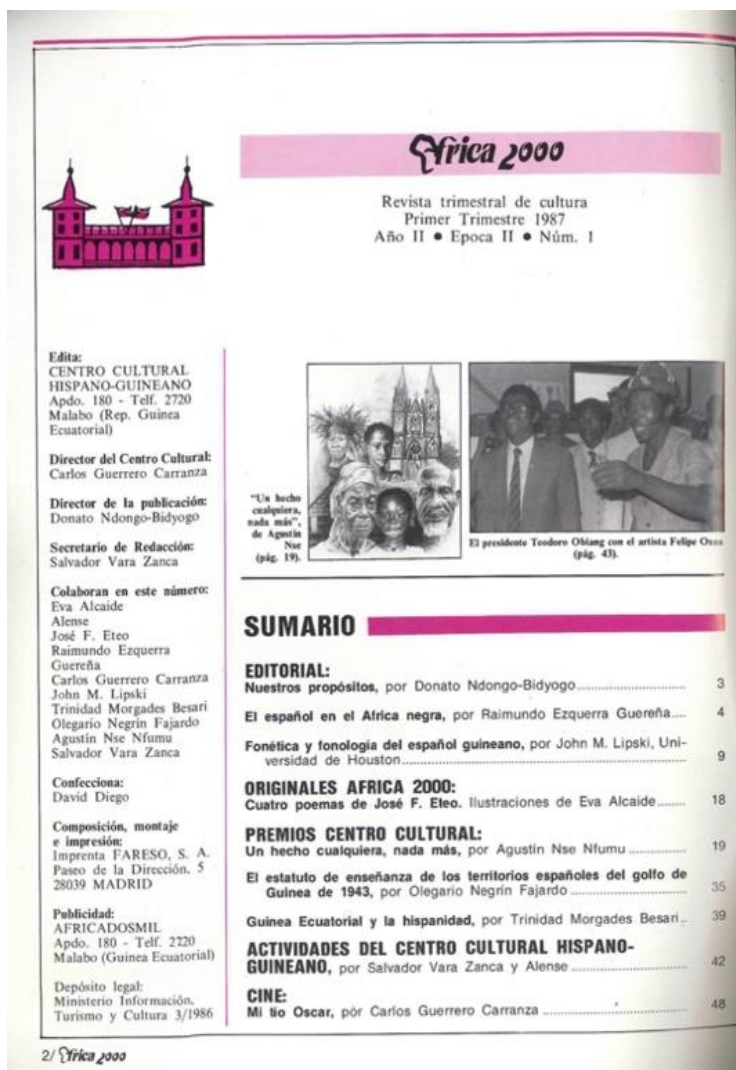 Africa 2000
Revista trimestral de cultura
Primer Trimestre 1987
Año II ● Epoca II ● Núm. 1
Edita:
CENTRO CULTURAL
HISPANO-GUINEANO
Apdo. 180 - Telf. 2720
Malabo (Rep. Guinea
Ecuatorial)
Director del Centro Cultural:
Carlos Guerrero Carranza
Director de la publicación:
Donato Ndongo-Bidyogo
Secretario de Redacción:
Salvador Vara Zanca
Colaboran en este número:
Eva Alcaide
Alense
José F. Eteo
Raimundo Ezquerra
Guereña
Carlos Guerrero Carranza
John M. Lipski
Trinidad Morgades Besari
Olegario Negrin Fajardo
Agustín Nse Nfumu
Salvador Vara Zanca
Confecciona:
David Diego
Composición, montaje
e impresión:
Imprenta FARESO, S. A.
Paseo de la Dirección, 5
28039 MADRID
Publicidad:
AFRICADOSMIL
Apdo. 180 - Telf. 2720
Malabo (Guinea Ecuatorial)
Depósito legal:
Ministerio Información,
Turismo y Cultura 3/1986
"Un hecho
cualquiera,
nada más",
de Agustín
Nse
(pág. 19).
El presidente Teodoro Obiang con el artista Felipe Osaa
(pág. 43).
SUMARIO
EDITORIAL:
Nuestros propósitos, por Donato Ndongo-Bidyogo 3
El español en el Africa negra, por Raimundo Ezquerra Guereña 4
Fonética y fonología del español guineano, por John M. Lipski, Uni-
versidad de Houston 9
ORIGINALES AFRICA 2000:
Cuatro poemas de José F. Eteo. Ilustraciones de Eva Alcaide 18
PREMIOS CENTRO CULTURAL:
Un hecho cualquiera, nada más, por Agustín Nse Nfumu 19
El estatuto de enseñanza de los territorios españoles del golfo de
Guinea de 1943, por Olegario Negrín Fajardo 35
Guinea Ecuatorial y la hispanidad, por Trinidad Morgades Besari 39
ACTIVIDADES DEL CENTRO CULTURAL HISPANO-
GUINEANO, por Salvador Vara Zanca y Alense 42
CINE:
Mi tío Oscar, pòr Carlos Guerrero Carranza 48
2/ Africa 2000